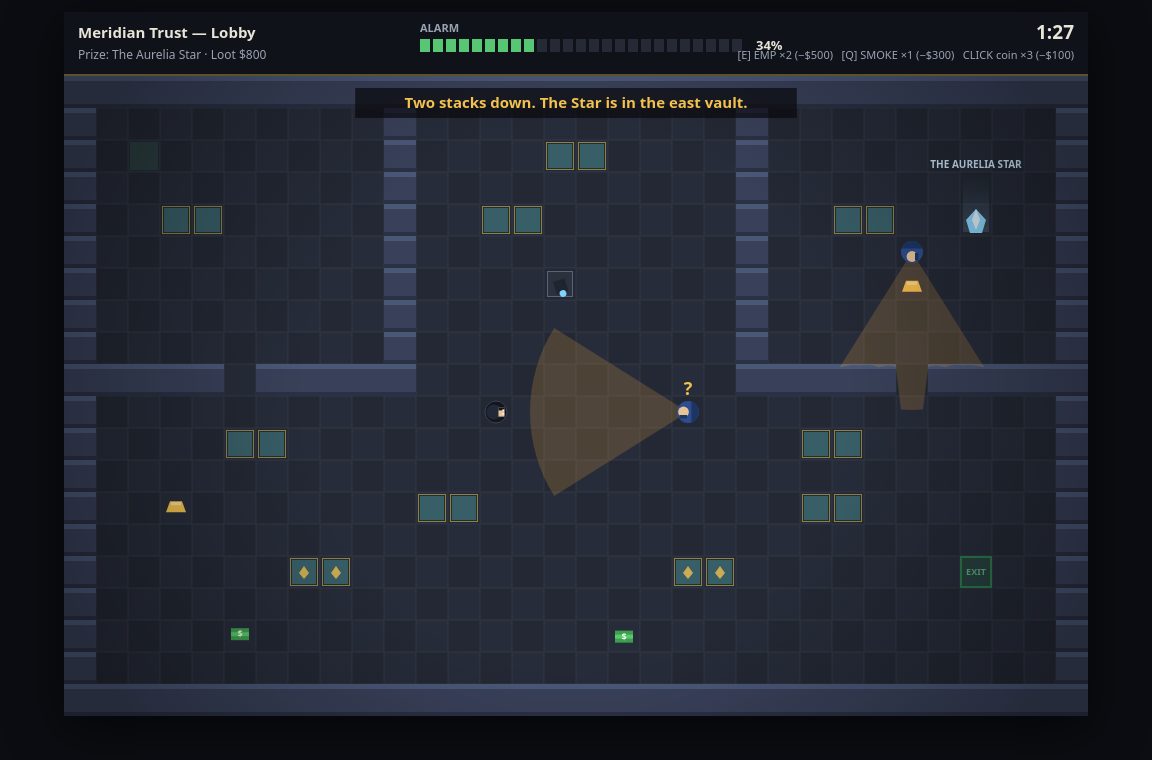 Meridian Trust — Lobby
Prize: The Aurelia Star · Loot $800
ALARM
34%
1:27
[E] EMP ×2 (−$500) [Q] SMOKE ×1 (−$300) CLICK coin ×3 (−$100)
Two stacks down. The Star is in the east vault.
THE AURELIA STAR
?
EXIT
$
$